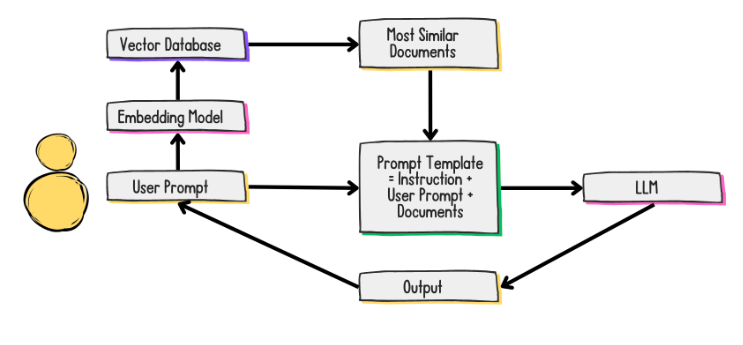 Vector Database
Most Similar
Documents
Embedding Model
User Prompt
Prompt Template
= Instruction +
User Prompt +
Documents
LLM
Output